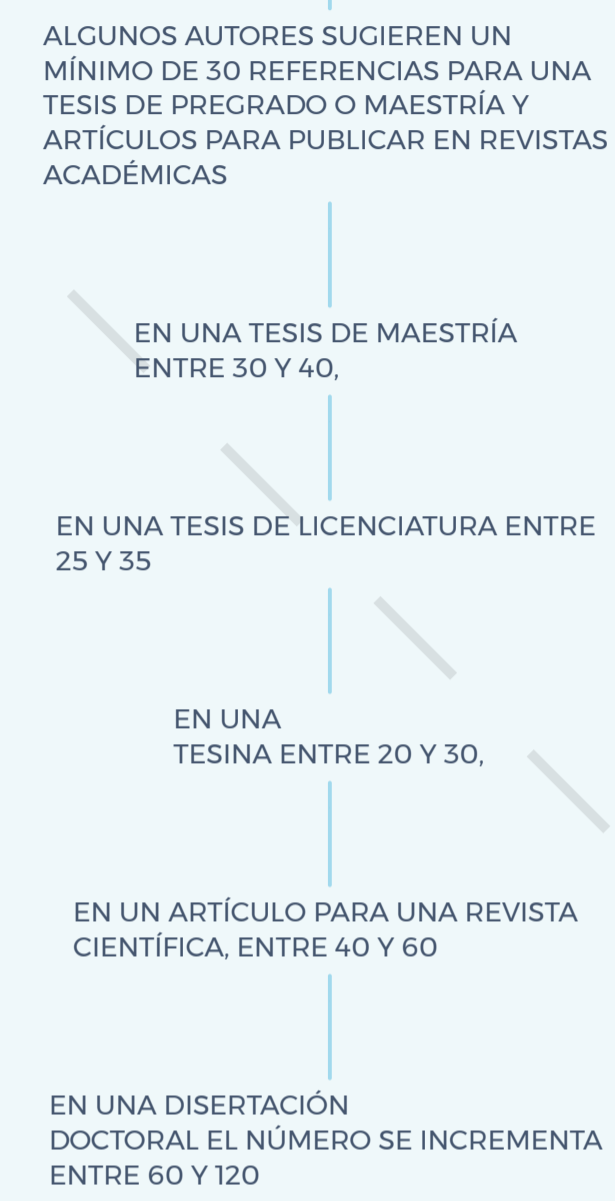 ALGUNOS AUTORES SUGIEREN UN
MÍNIMO DE 30 REFERENCIAS PARA UNA
TESIS DE PREGRADO O MAESTRÍA Y
ARTÍCULOS PARA PUBLICAR EN REVISTAS
ACADÉMICAS
EN UNA TESIS DE MAESTRÍA
ENTRE 30 Y 40,
EN UNA TESIS DE LICENCIATURA ENTRE
25 Y 35
EN UNA
TESINA ENTRE 20 Y 30,
EN UN ARTÍCULO PARA UNA REVISTA
CIENTÍFICA, ENTRE 40 Y 60
EN UNA DISERTACIÓN
DOCTORAL EL NÚMERO SE INCREMENTA
ENTRE 60 Y 120